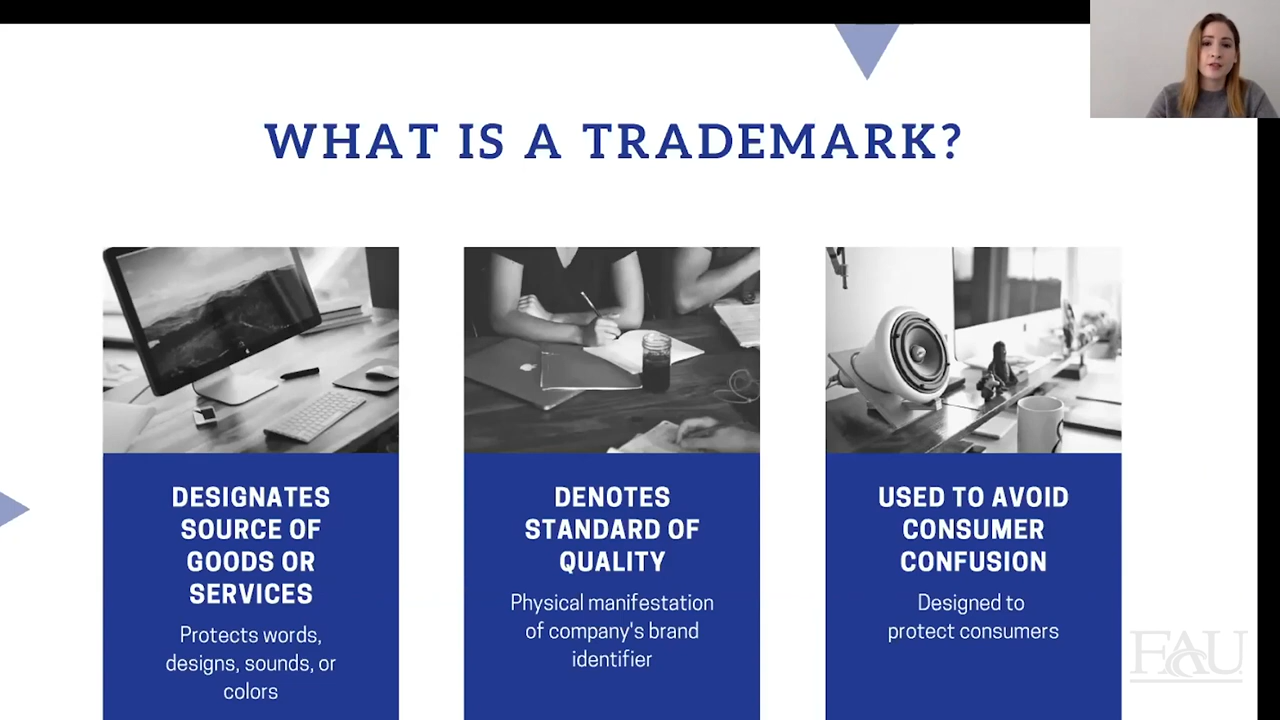 WHAT IS A TRADEMARK?
DESIGNATES
SOURCE OF
GOODS OR
SERVICES
Protects words,
designs, sounds, or
colors
DENOTES
STANDARD OF
QUALITY
Physical manifestation
of company's brand
identifier
USED TO AVOID
CONSUMER
CONFUSION
Designed to
protect consumers
FAU